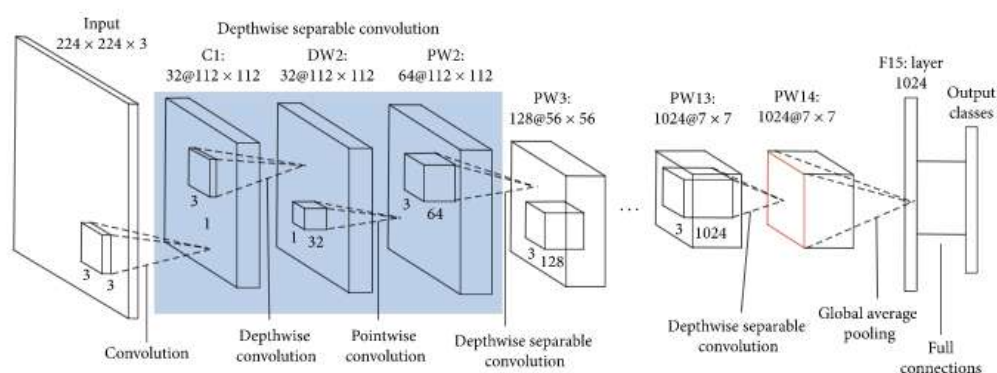 Input
224 × 224 × 3
Depthwise separable convolution
C1:
32@112 × 112
DW2:
32@112 × 112
PW2:
64@112 × 112
PW3:
128@56 × 56
PW13:
1024@7 × 7
PW14:
1024@7 × 7
F15: layer
1024
Output
classes
3
3
3
1
1
32
3
64
3
128
...
3
1024
Convolution
Depthwise
convolution
Pointwise
convolution
Depthwise separable
convolution
Depthwise separable
convolution
Global average
pooling
Full
connections